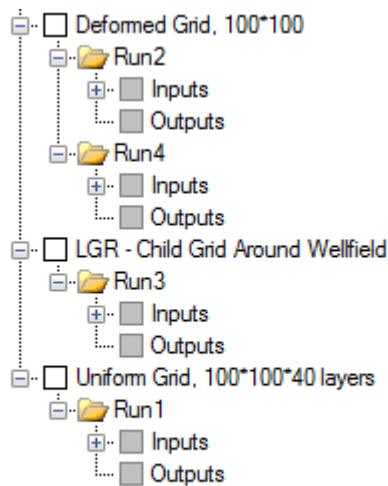 Deformed Grid, 100*100
Run2
Inputs
Outputs
Run4
Inputs
Outputs
LGR - Child Grid Around Wellfield
Run3
Inputs
Outputs
Uniform Grid, 100*100*40 layers
Run1
Inputs
Outputs